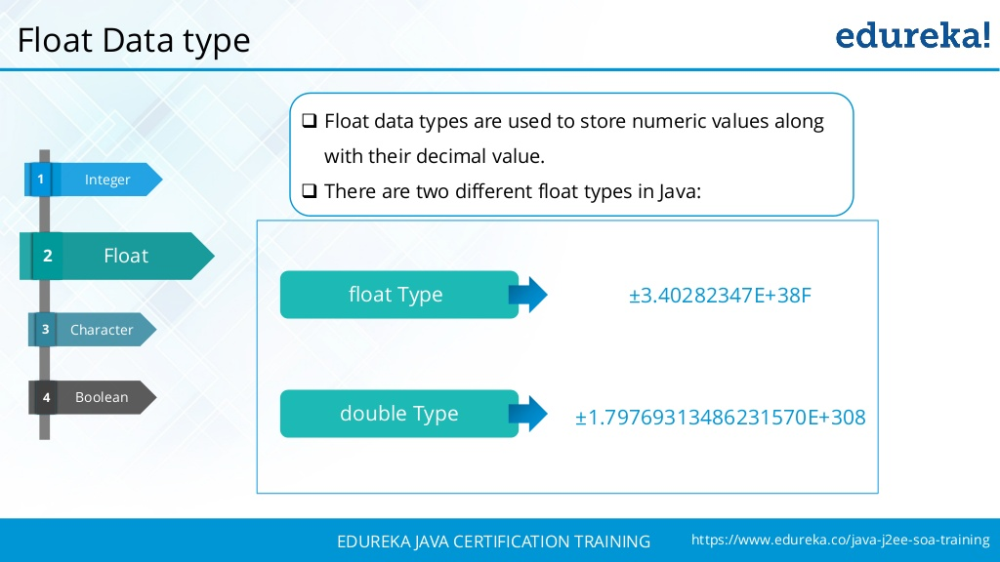 Float Data type
edureka!
❑ Float data types are used to store numeric values along
with their decimal value.
❑ There are two different float types in Java:
1 Integer
2 Float
3 Character
4 Boolean
float Type
±3.40282347E+38F
double Type
±1.79769313486231570E+308
EDUREKA JAVA CERTIFICATION TRAINING
https://www.edureka.co/java-j2ee-soa-training